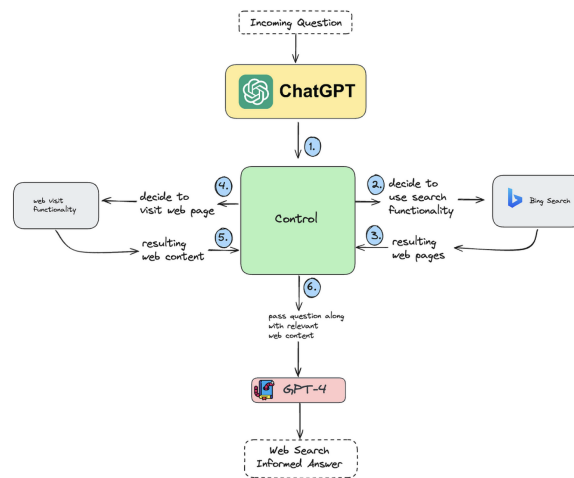 Incoming Question
ChatGPT
1.
4.
decide to
visit web page
2.
decide to
use search
functionality
web visit
functionality
Control
Bing Search
5.
resulting
web content
3.
resulting
web pages
6.
pass question along
with relevant
web content
GPT-4
Web Search
Informed Answer